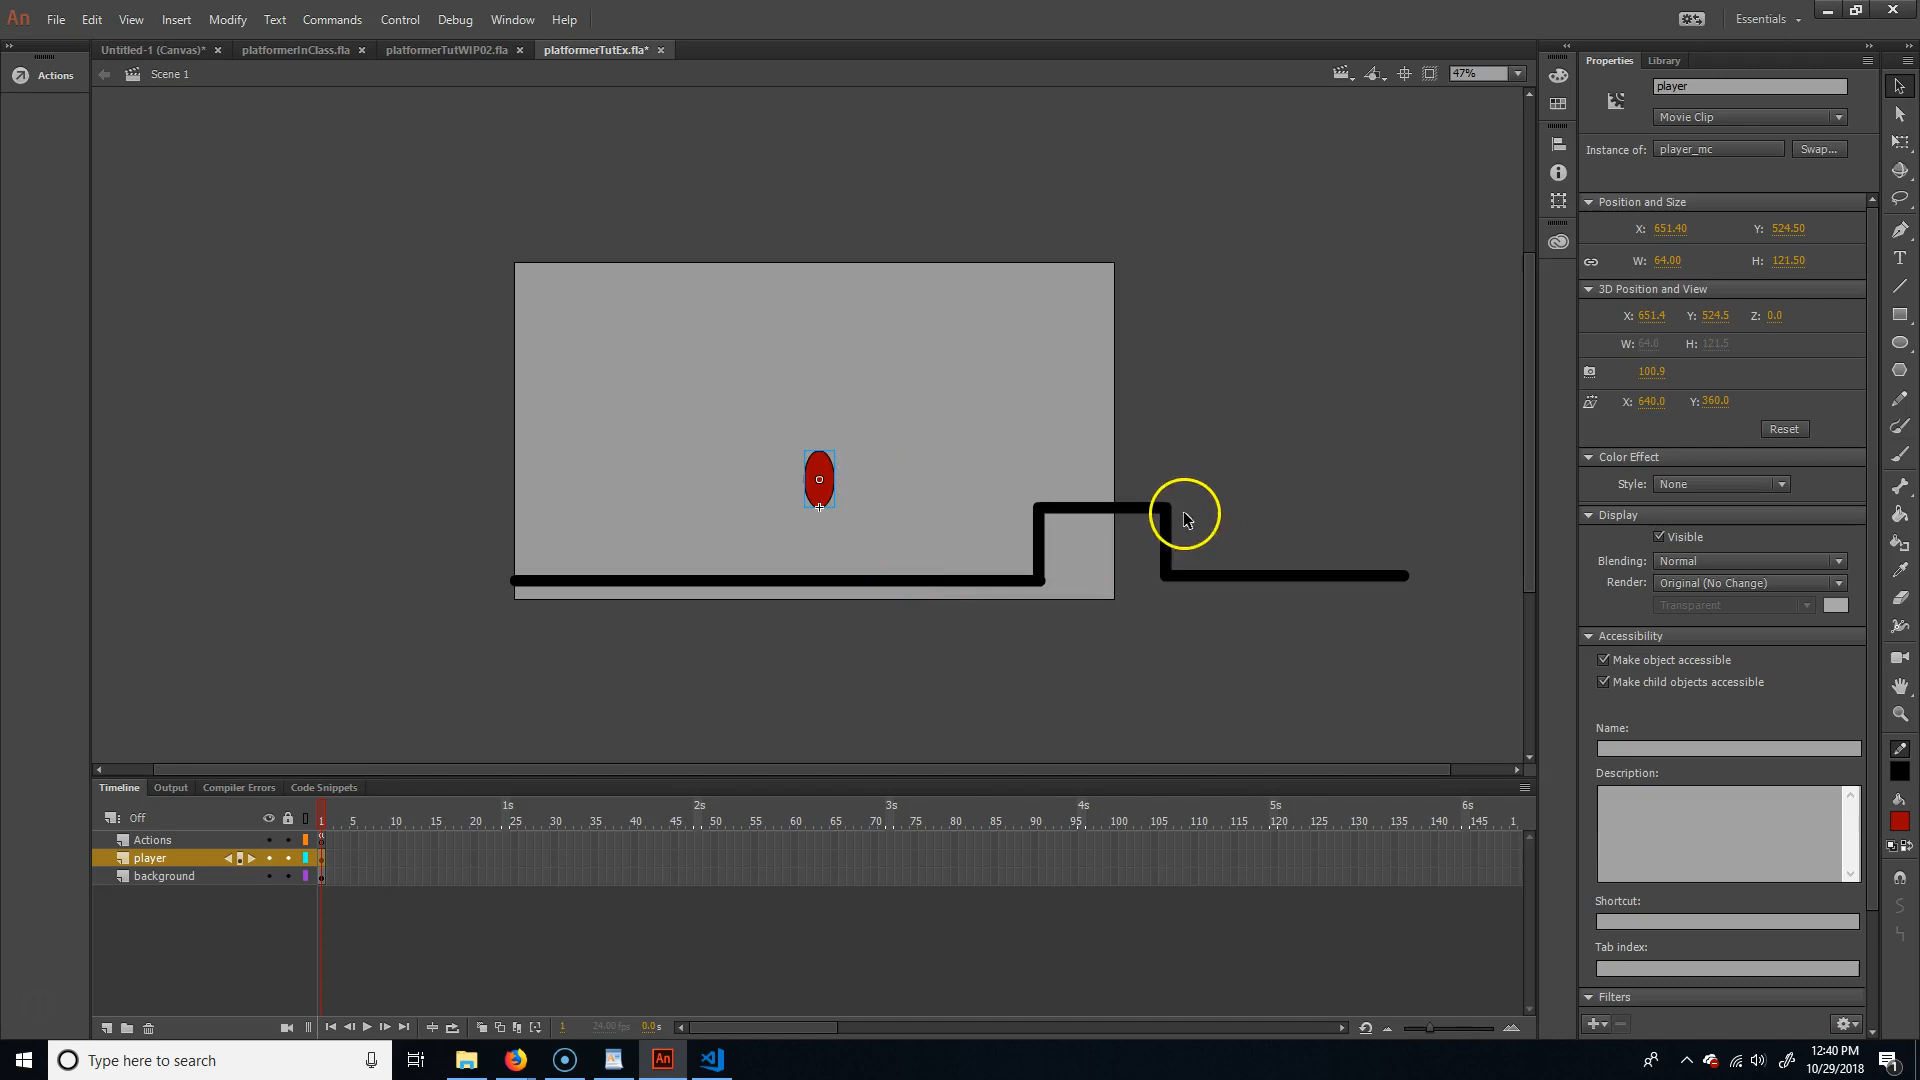 An File Edit View Insert Modify Text Commands Control Debug Window Help Essentials
Untitled-1 (Canvas)* × platformerInClass.fla × platformerTutWIP02.fla × platformerTutEx.fla* ×
Actions
Scene 1
47%
Properties Library
player
Movie Clip
Instance of: player_mc Swap...
Position and Size
X: 651.40 Y: 524.50
W: 64.00 H: 121.50
3D Position and View
X: 651.4 Y: 524.5 Z: 0.0
W: 64.0 H: 121.5
100.9
X: 640.0 Y: 360.0
Reset
Color Effect
Style: None
Display
Visible
Blending: Normal
Render: Original (No Change)
Transparent
Accessibility
Make object accessible
Make child objects accessible
Name:
Description:
Shortcut:
Tab index:
Filters
Timeline Output Compiler Errors Code Snippets
1s 2s 3s 4s 5s 6s
Off 1 5 10 15 20 25 30 35 40 45 50 55 60 65 70 75 80 85 90 95 100 105 110 115 120 125 130 135 140 145 1
Actions
player
background
1 24.00 fps 0.0s
Type here to search
An
12:40 PM
10/29/2018
1